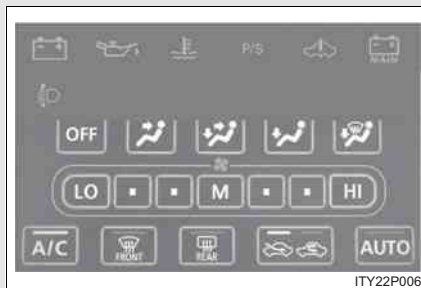 P/S
MAIN
OFF
LO M HI
A/C FRONT REAR AUTO
ITY22P006